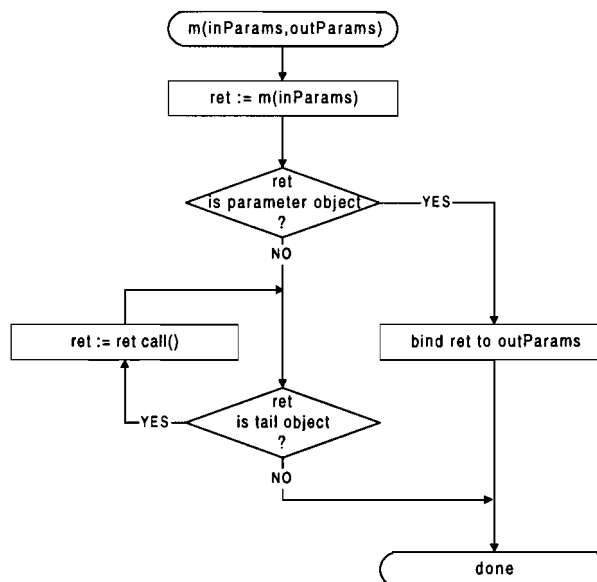 m(inParams,outParams)
ret := m(inParams)
ret
is parameter object
?
YES
NO
ret := ret call()
bind ret to outParams
ret
is tail object
?
YES
NO
done